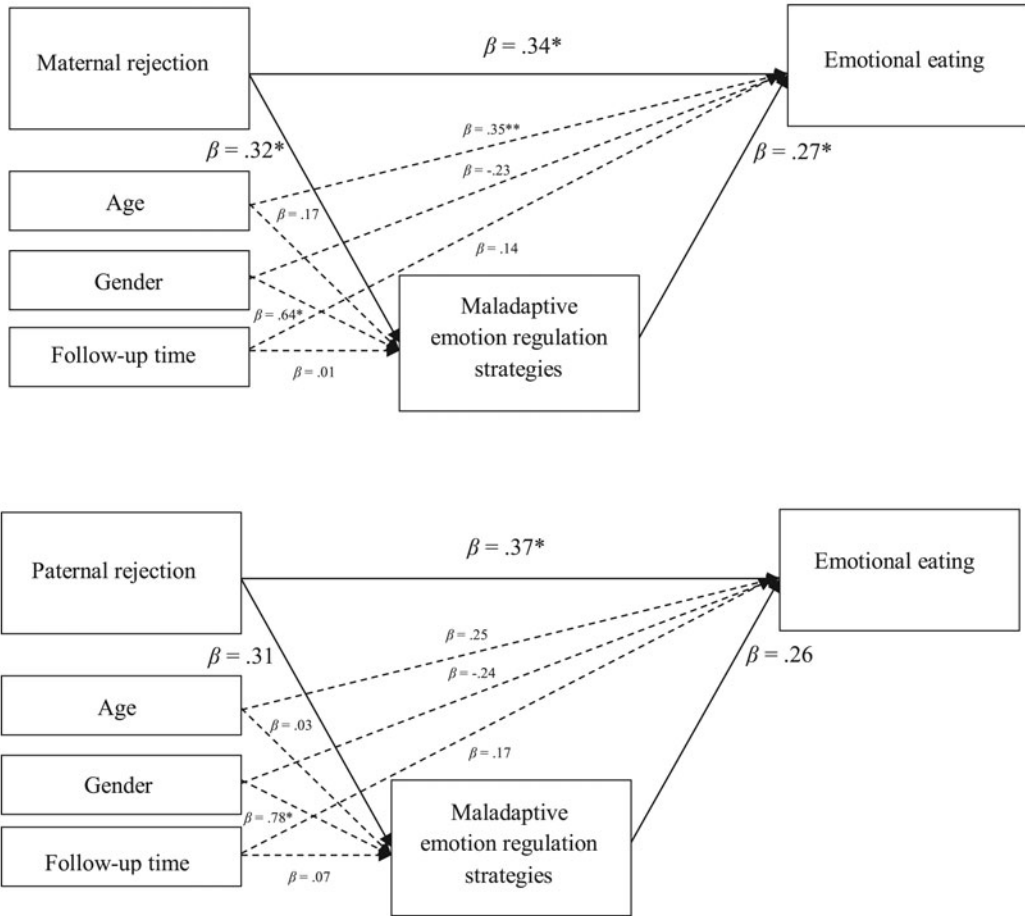 Maternal rejection
β = .34*
Emotional eating
β = .35**
β = .32*
β = -.23
β = .27*
Age
β = .17
β = .14
Gender
Maladaptive
emotion regulation
strategies
β = .64*
Follow-up time
β = .01
Paternal rejection
β = .37*
Emotional eating
β = .25
β = .31
β = -.24
β = .26
Age
β = .03
β = .17
Gender
Maladaptive
emotion regulation
strategies
β = .78*
Follow-up time
β = .07